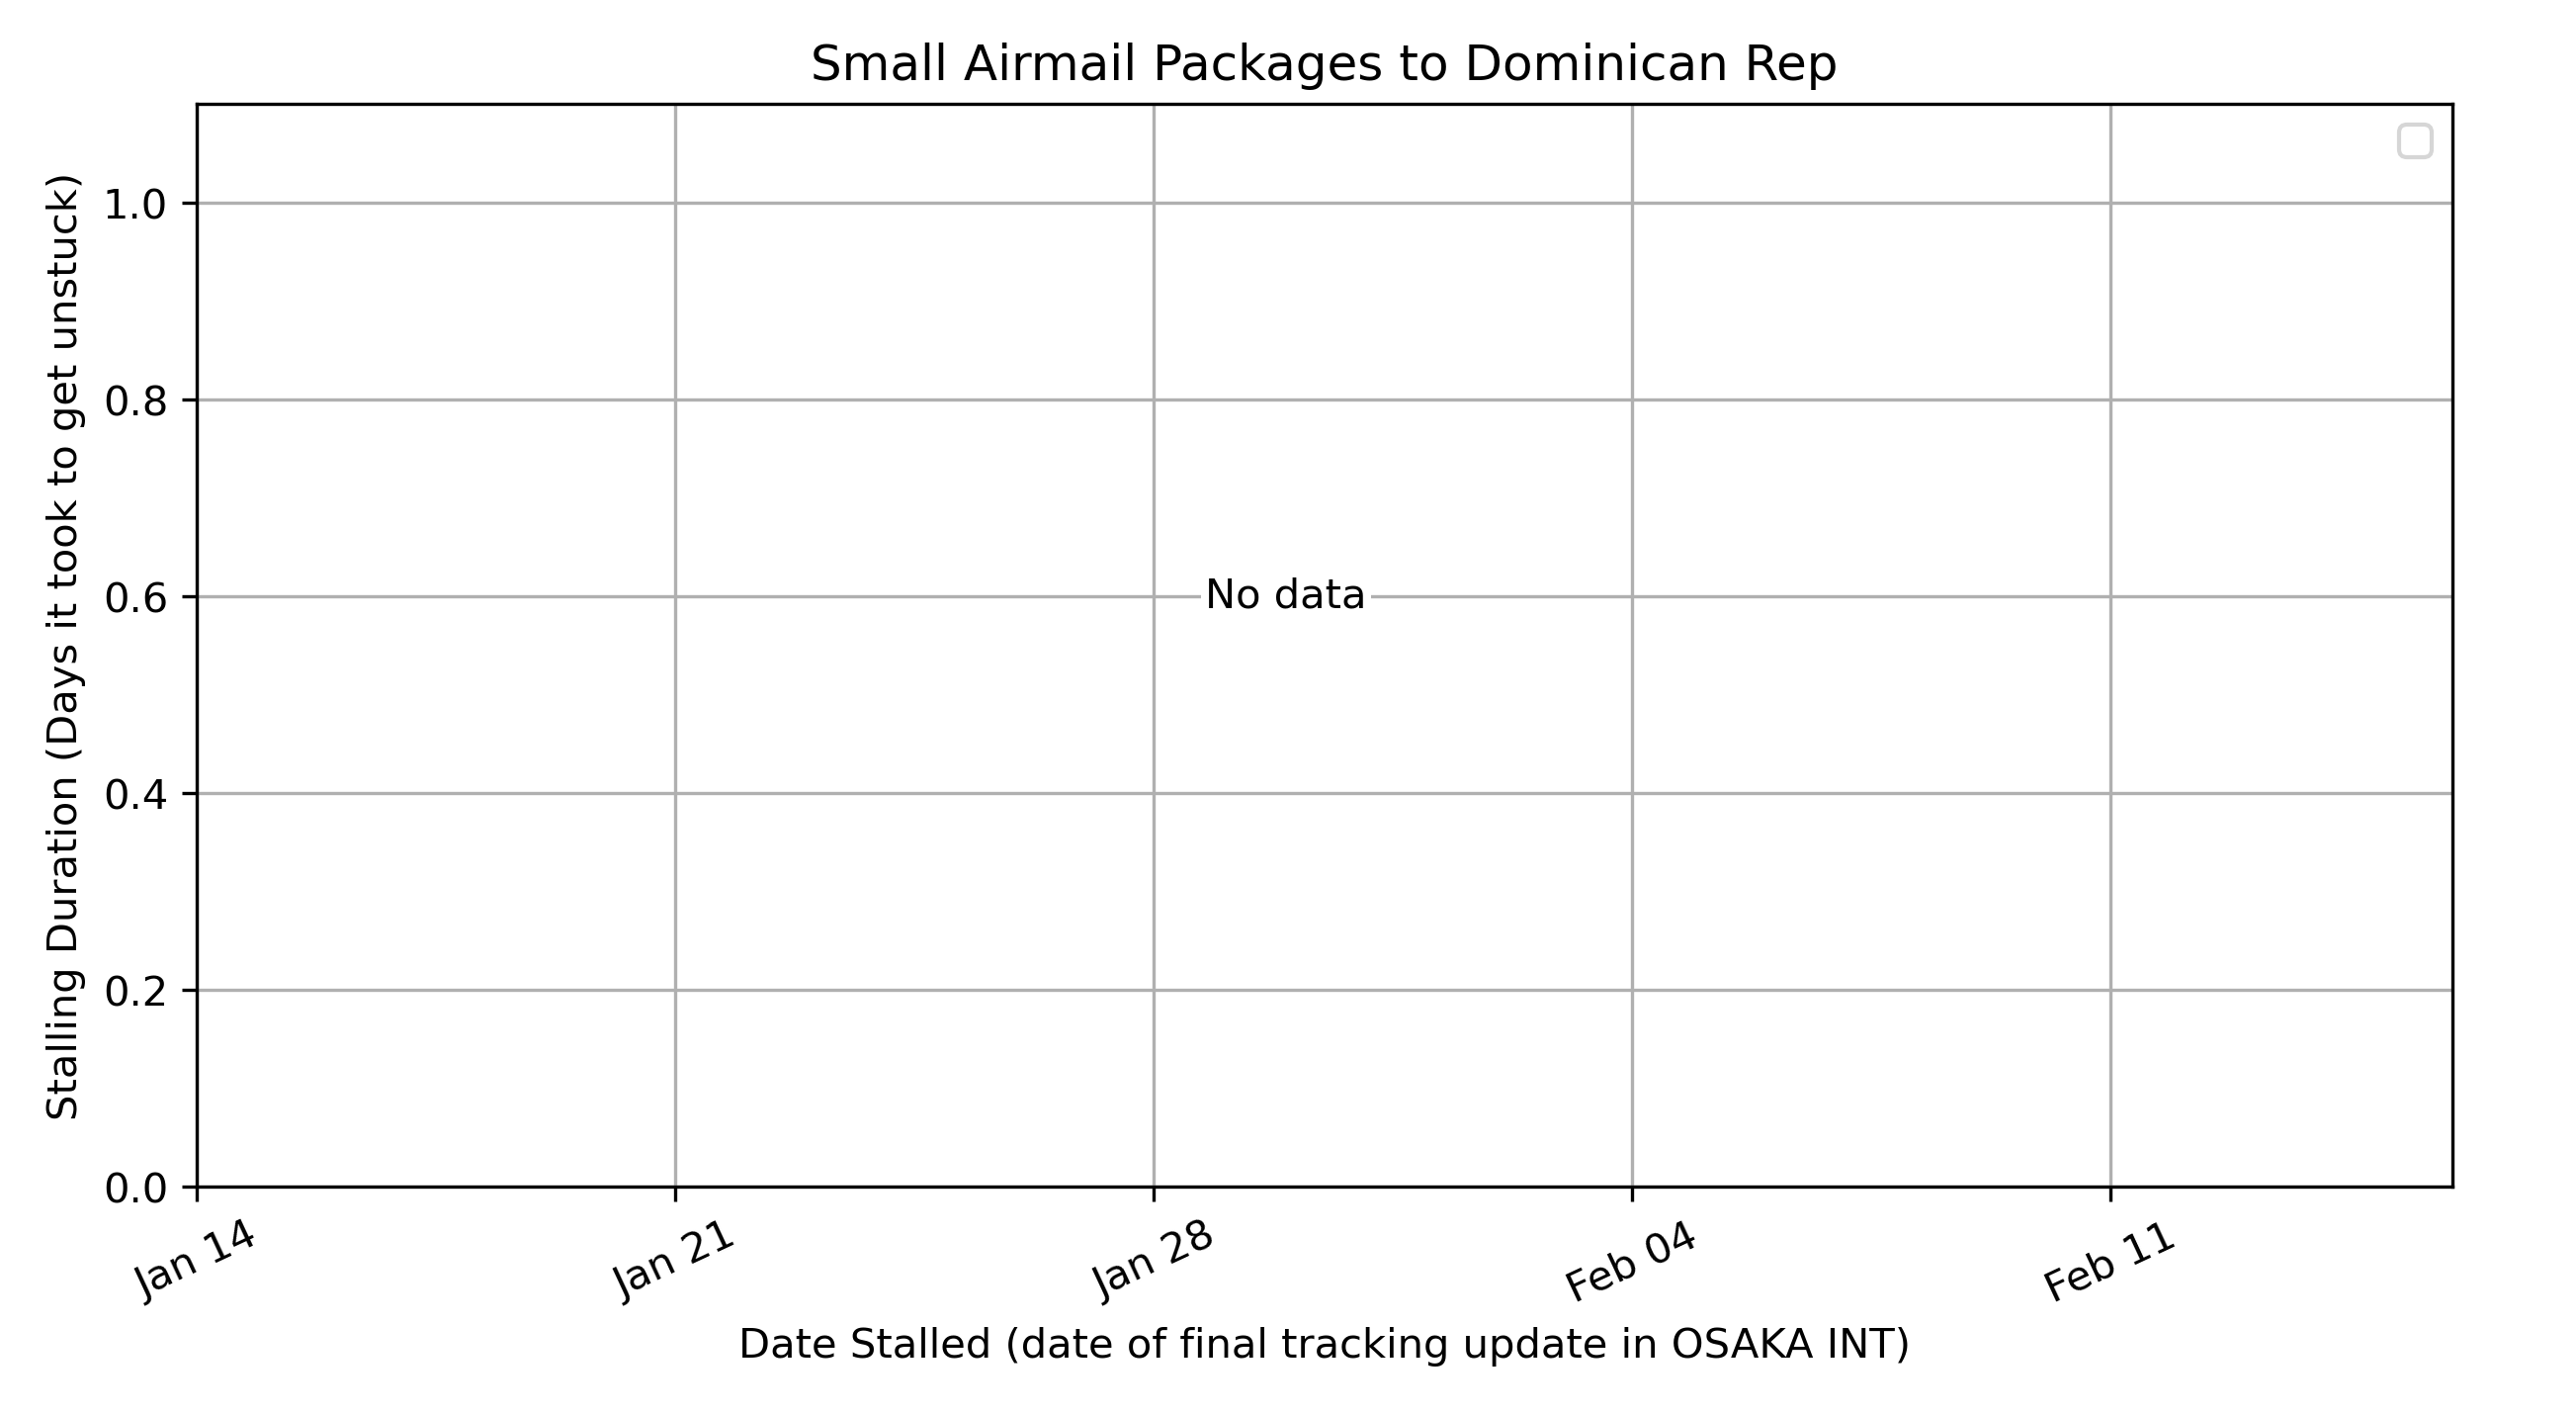 Small Airmail Packages to Dominican Rep
Stalling Duration (Days it took to get unstuck)
1.0
0.8
0.6
0.4
0.2
0.0
No data
Jan 14
Jan 21
Jan 28
Feb 04
Feb 11
Date Stalled (date of final tracking update in OSAKA INT)